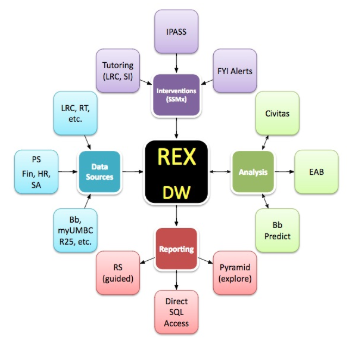 IPASS
Tutoring
(LRC, SI)
FYI Alerts
Interventions
(SSMs)
LRC, RT,
etc.
Civitas
PS
Fin, HR,
SA
Data
Sources
REX
DW
Analysis
EAB
Bb,
myUMBC
R25, etc.
Bb
Predict
Reporting
RS
(guided)
Pyramid
(explore)
Direct
SQL
Access